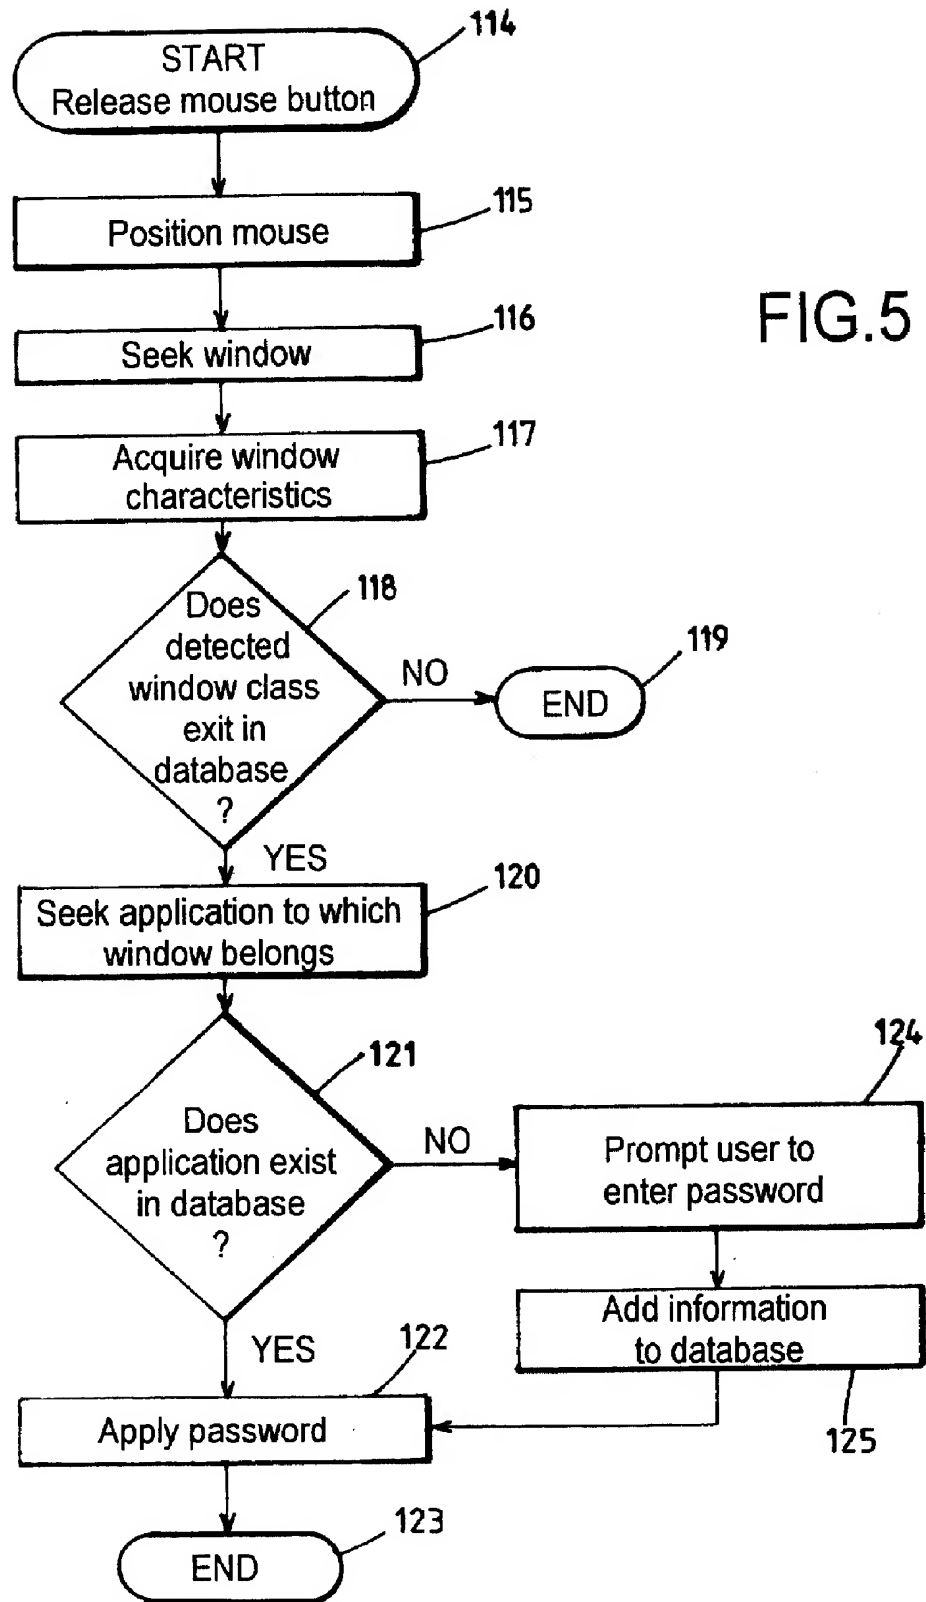 114
START
Release mouse button
115
Position mouse
FIG.5
116
Seek window
117
Acquire window
characteristics
118
Does
detected
window class
exit in
database
?
NO
119
END
YES
120
Seek application to which
window belongs
121
Does
application exist
in database
?
NO
124
Prompt user to
enter password
Add information
to database
125
YES
122
Apply password
123
END